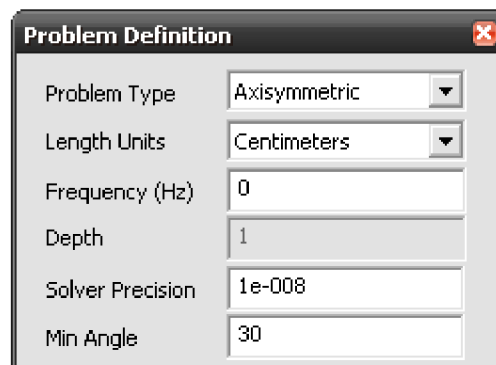 Problem Definition
Problem Type Axisymmetric
Length Units Centimeters
Frequency (Hz) 0
Depth 1
Solver Precision 1e-008
Min Angle 30